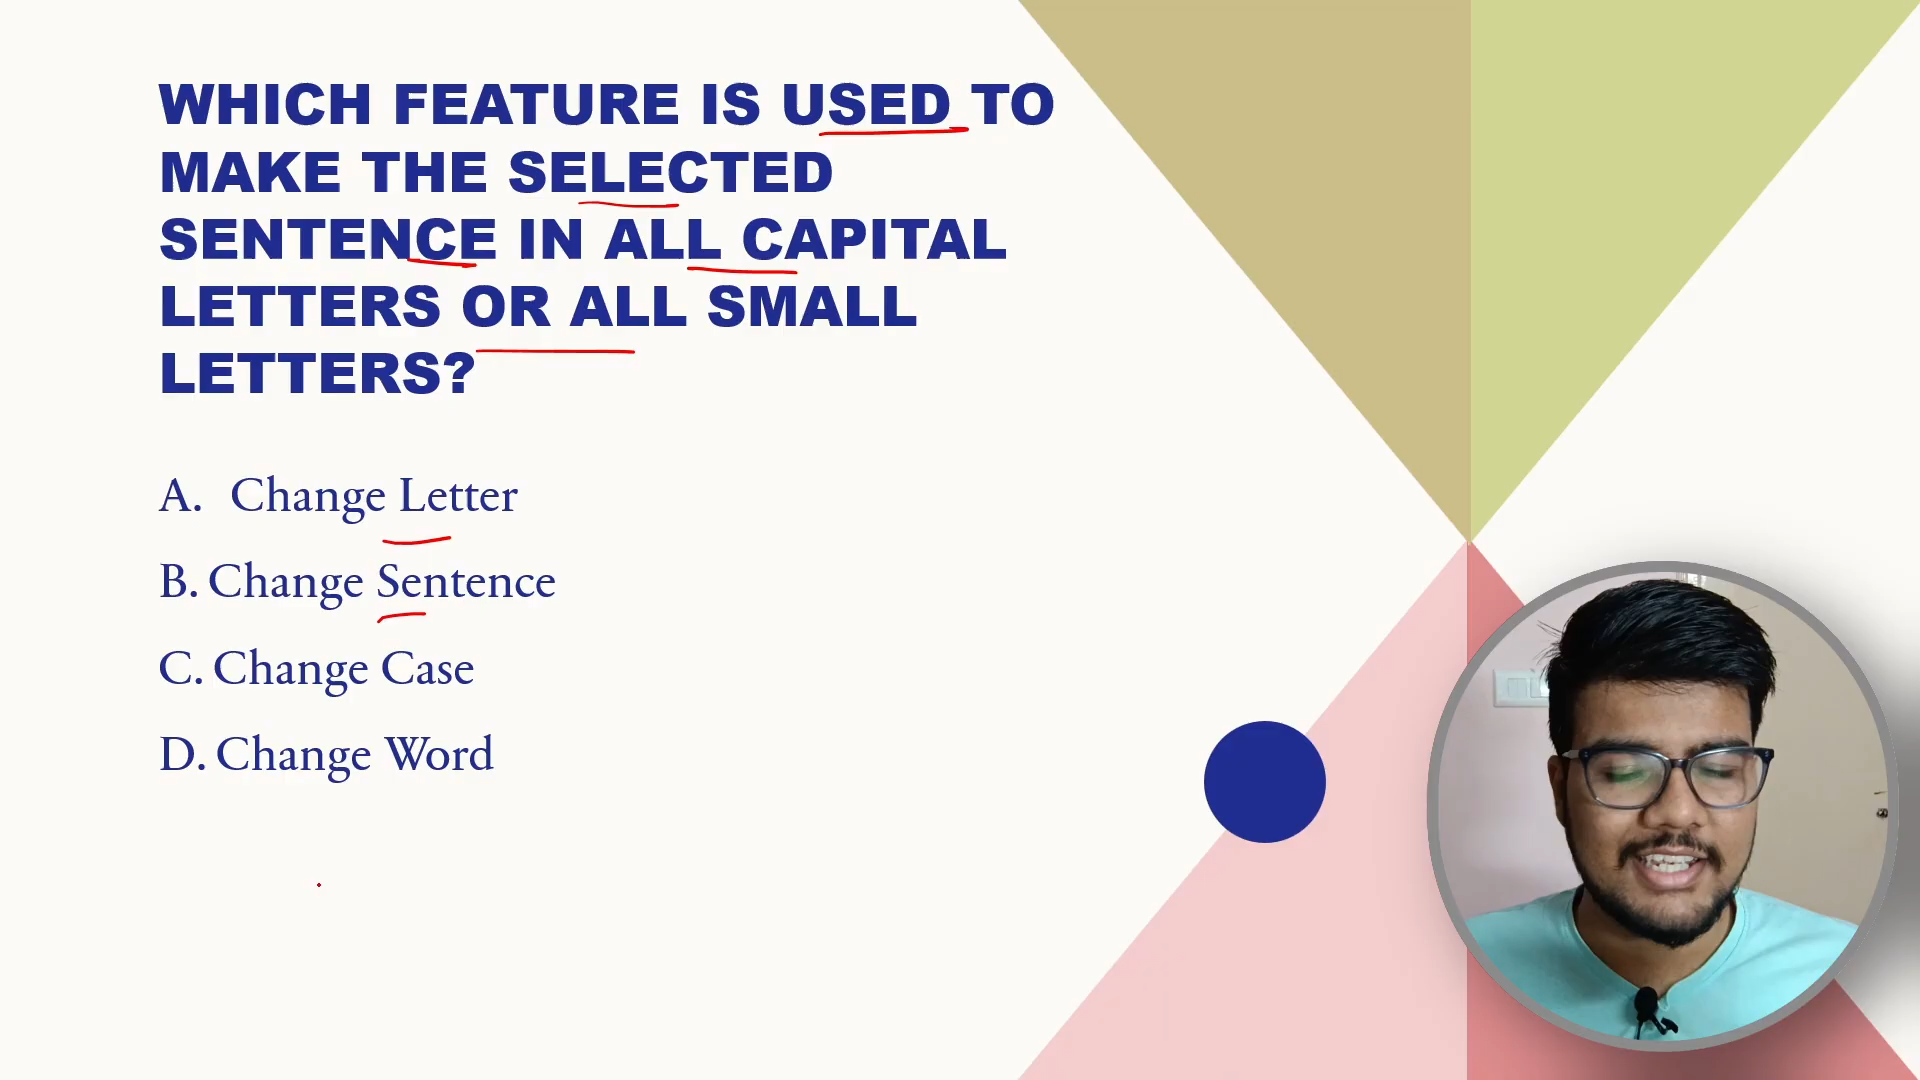 WHICH FEATURE IS USED TO
MAKE THE SELECTED
SENTENCE IN ALL CAPITAL
LETTERS OR ALL SMALL
LETTERS?
A. Change Letter
B. Change Sentence
C. Change Case
D. Change Word